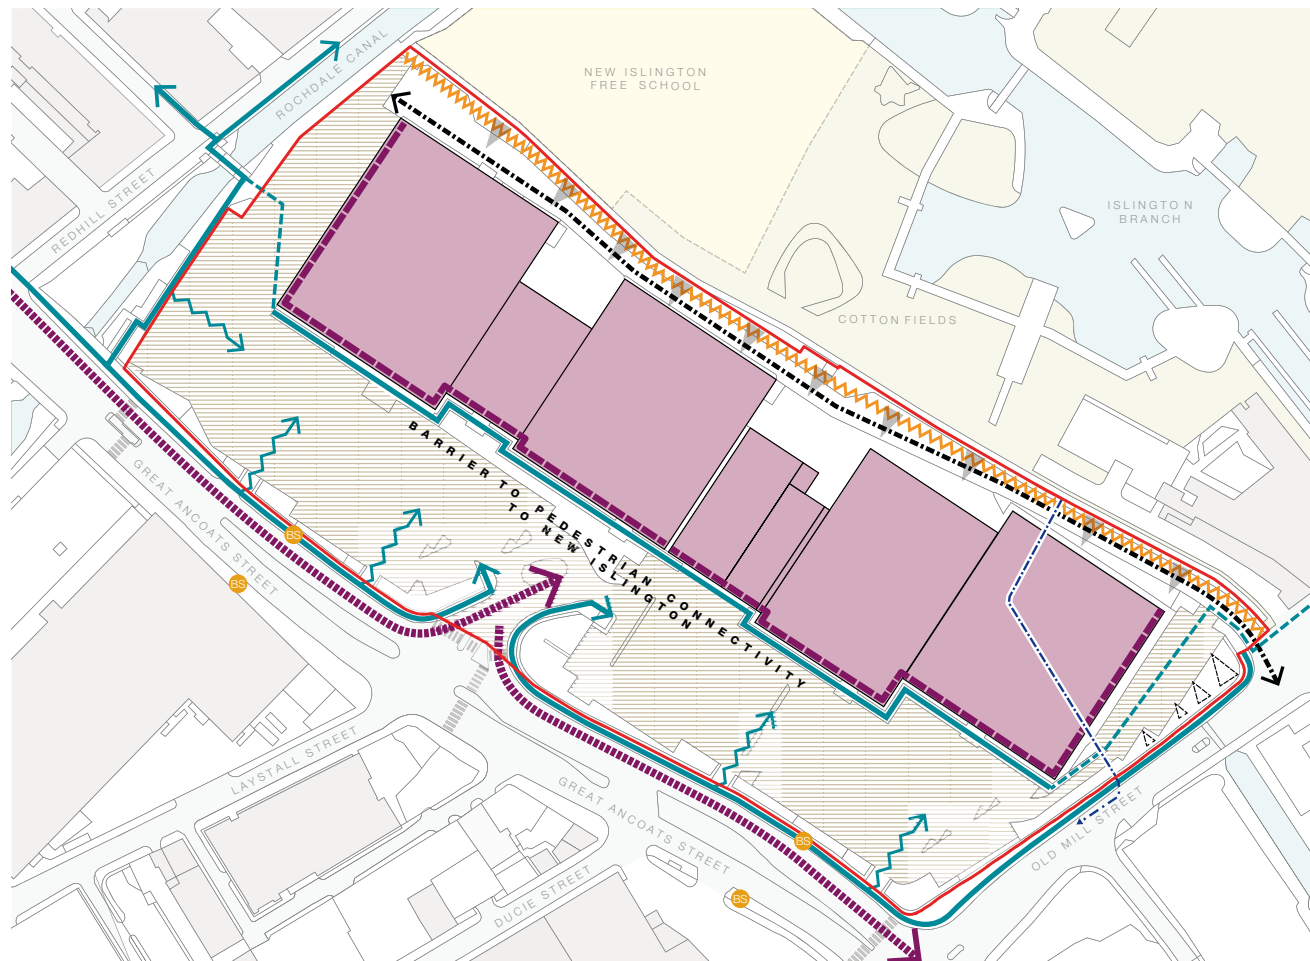 ROCHDALE CANAL
NEW ISLINGTON
FREE SCHOOL
REDHILL STREET
ISLINGTO N
BRANCH
COTTON FIELDS
BARRIER TO PEDESTRIAN CONNECTIVITY
TO NEW ISLINGTON
GREAT ANCOATS STREET
BS
BS
LAYSTALL STREET
GREAT ANCOATS STREET
OLD MILL STREET
BS
BS
DUCIE STREET